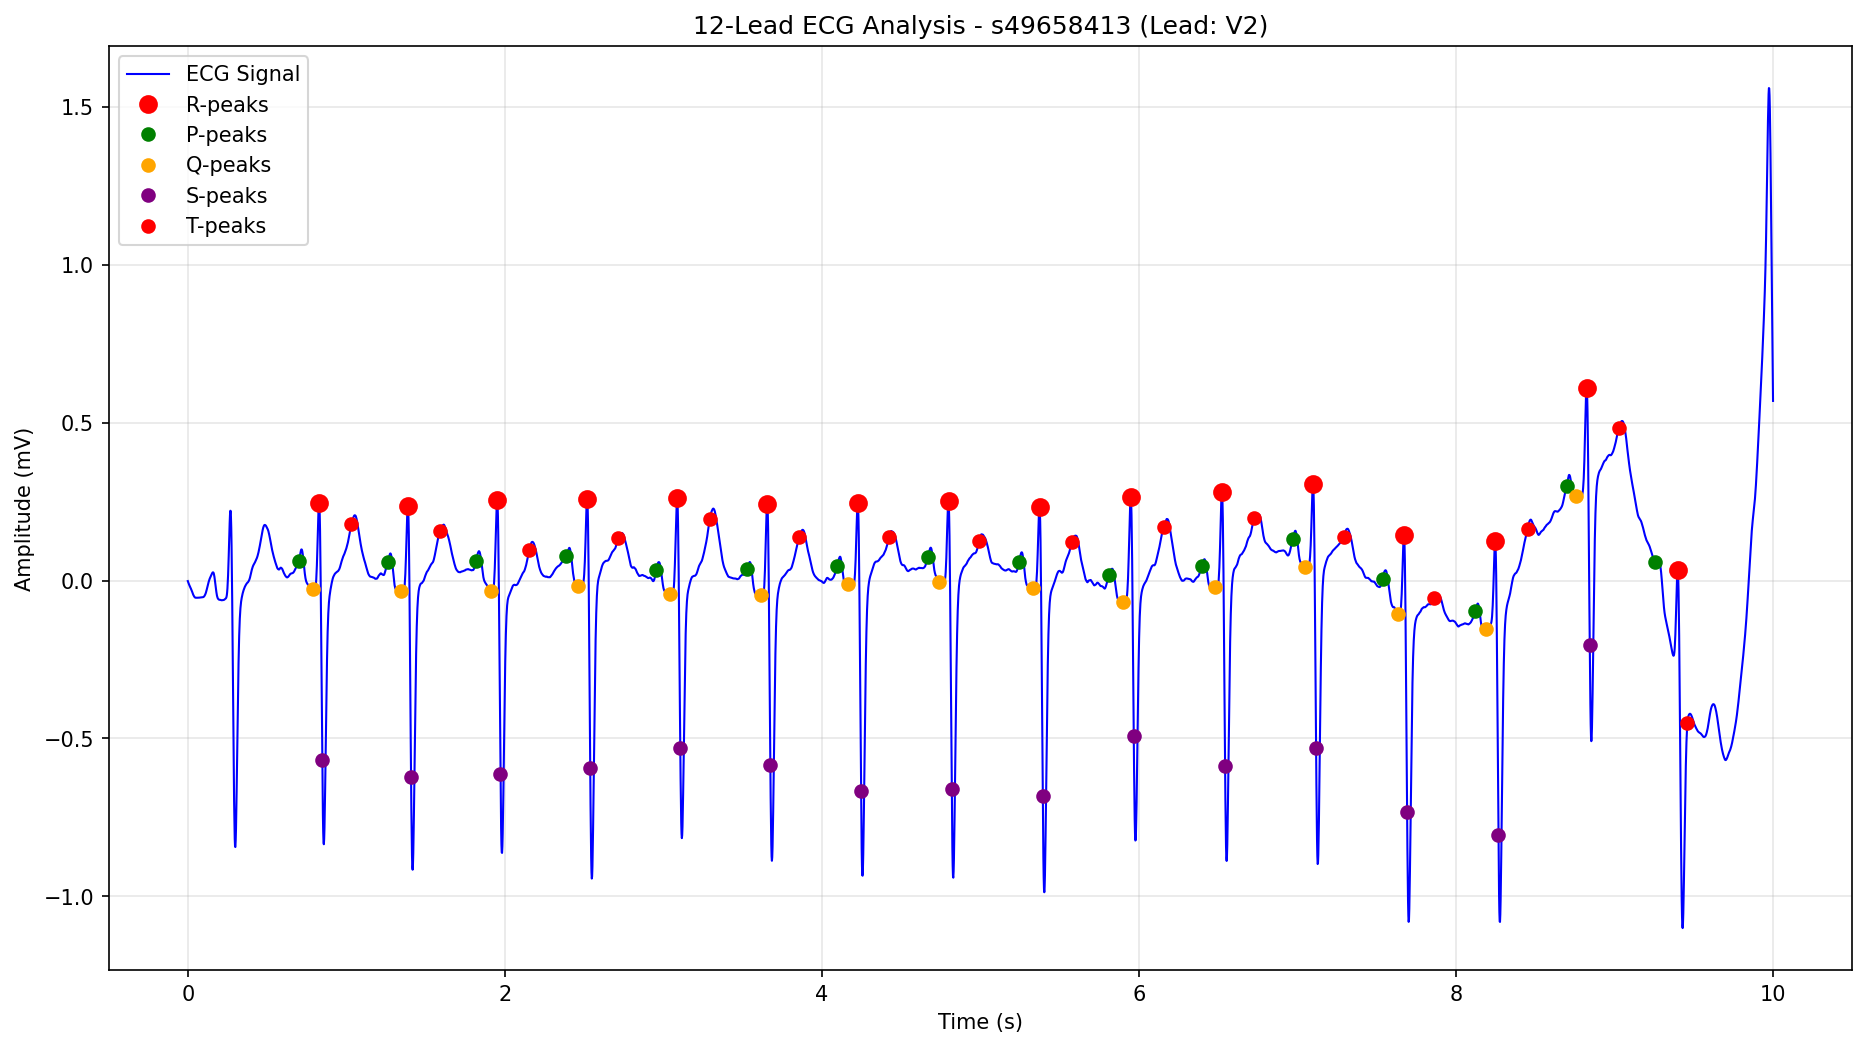 12-Lead ECG Analysis - s49658413 (Lead: V2)
ECG Signal
R-peaks
P-peaks
Q-peaks
S-peaks
T-peaks
Amplitude (mV)
1.5
1.0
0.5
0.0
−0.5
−1.0
0 2 4 6 8 10
Time (s)